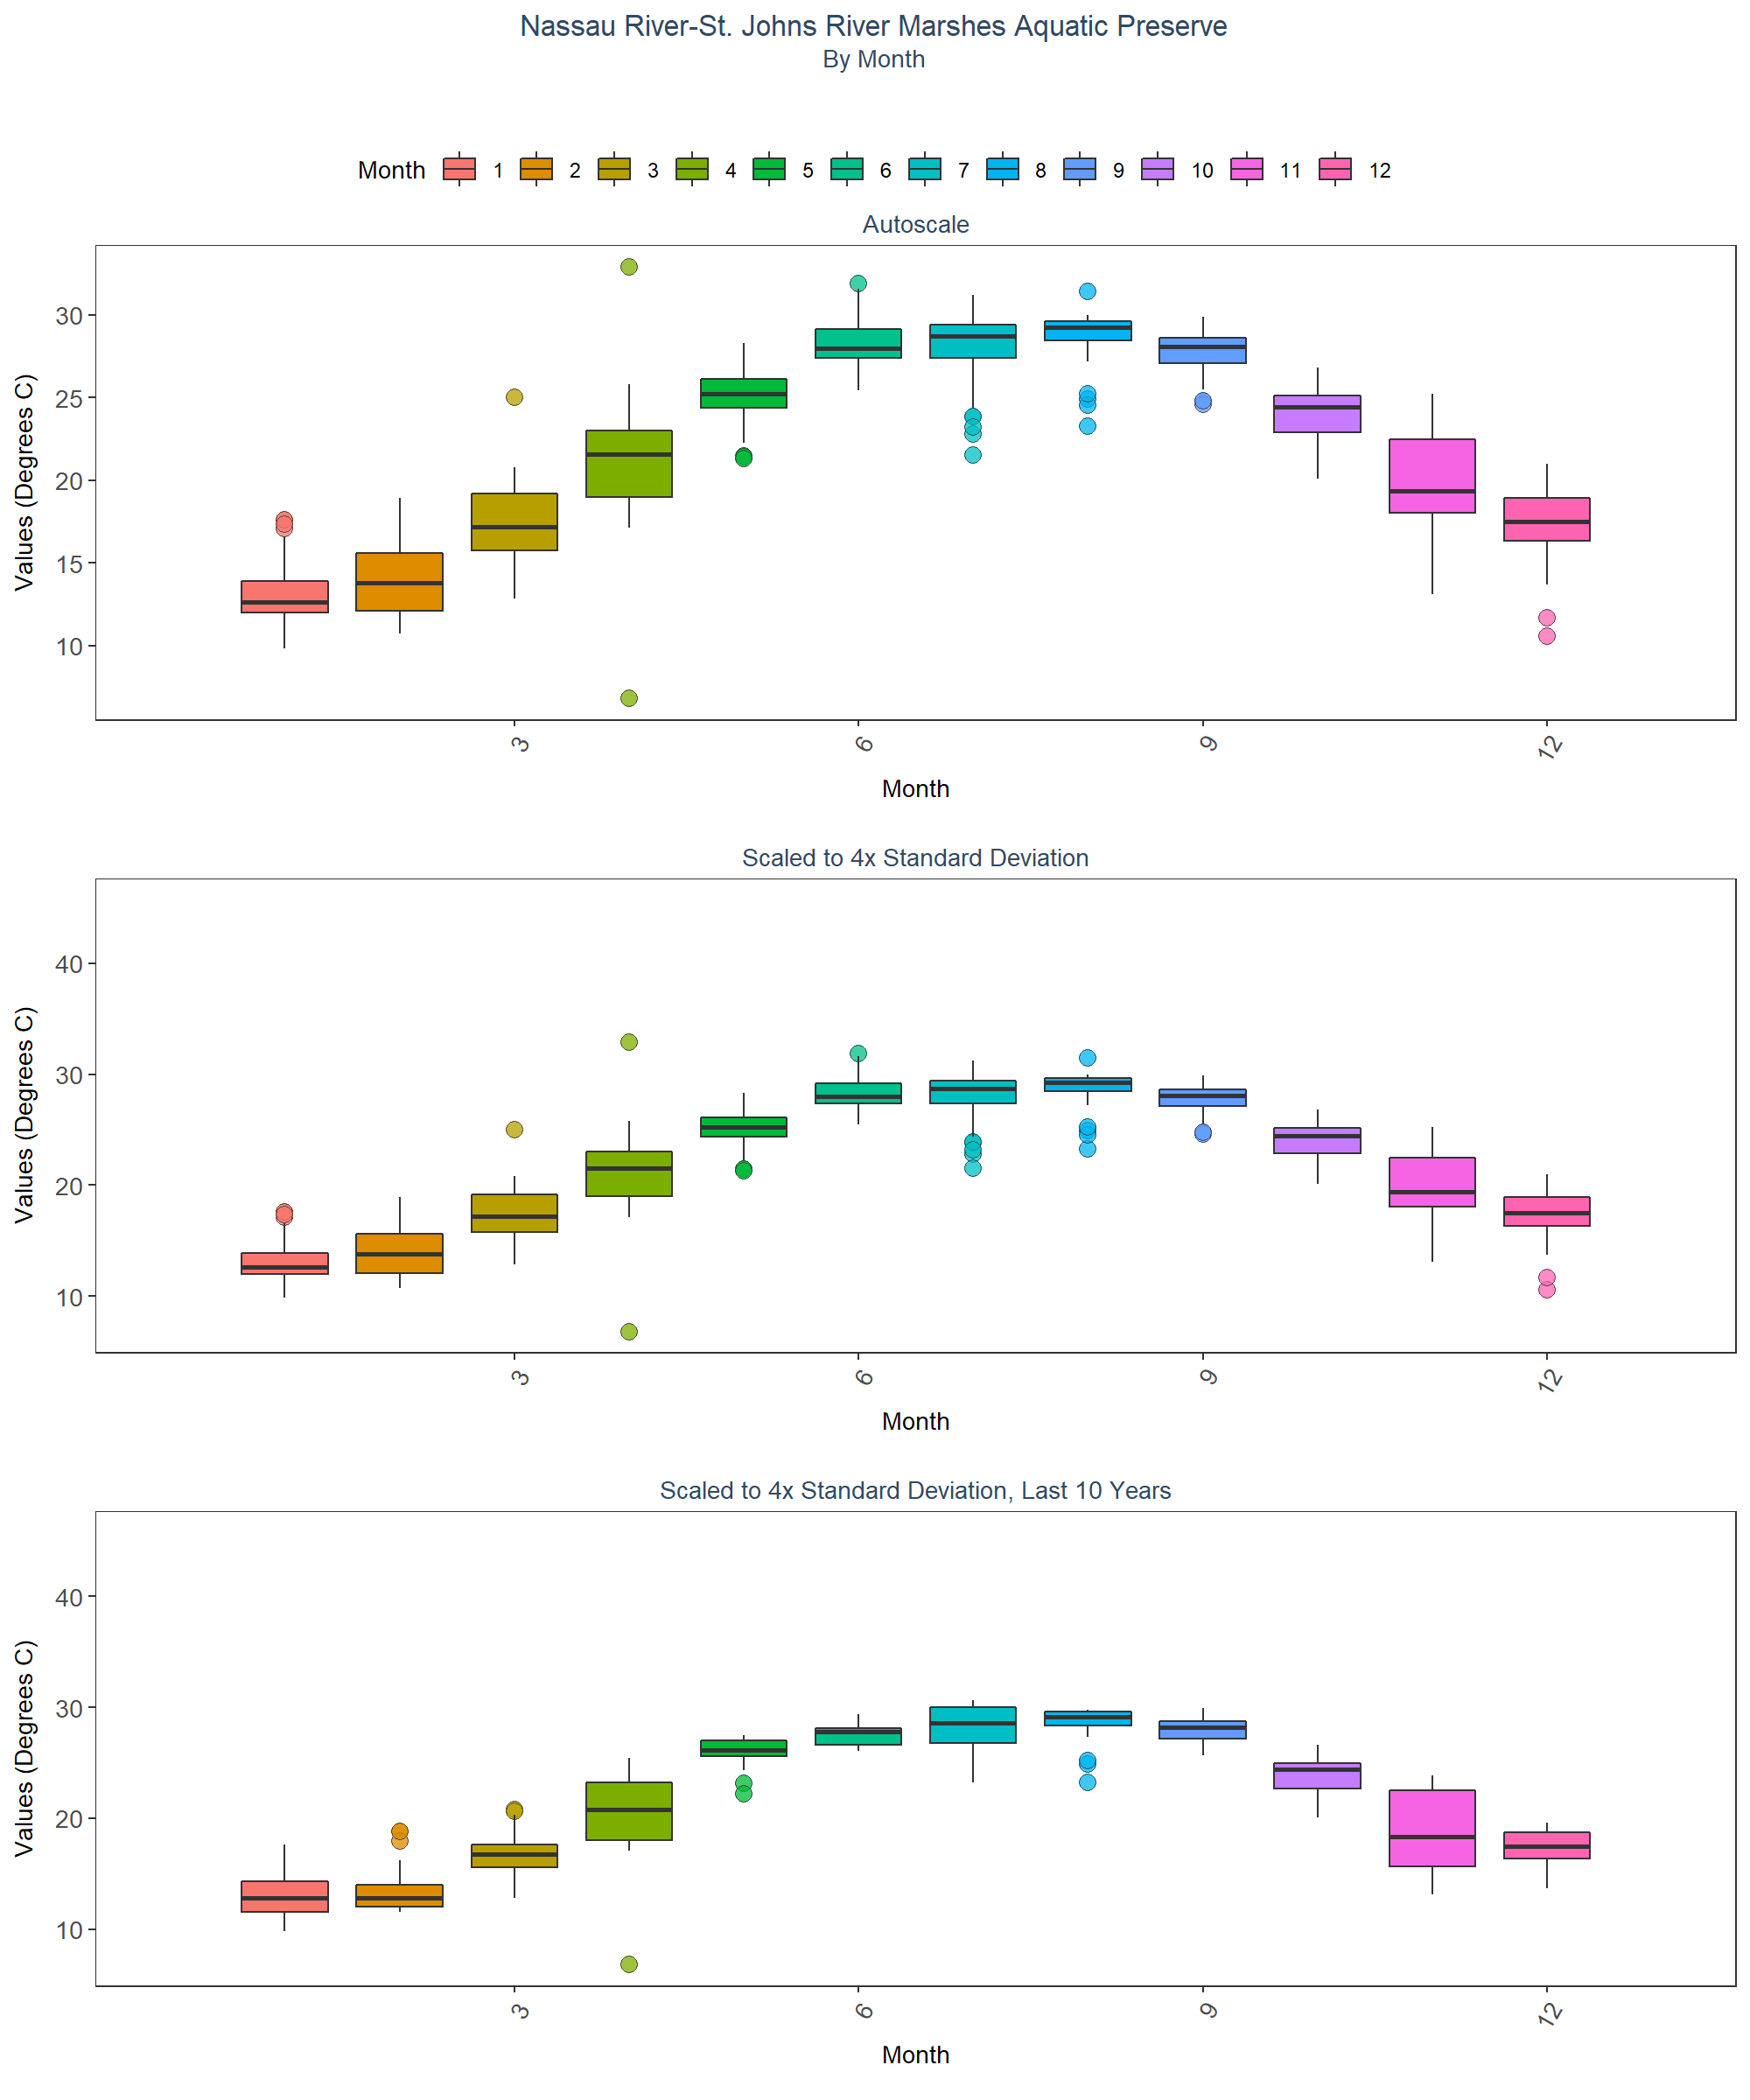 Nassau River-St. Johns River Marshes Aquatic Preserve
By Month
Month 1 2 3 4 5 6 7 8 9 10 11 12
Autoscale
Values (Degrees C)
30
25
20
15
10
3 6 9 12
Month
Scaled to 4x Standard Deviation
Values (Degrees C)
40
30
20
10
3 6 9 12
Month
Scaled to 4x Standard Deviation, Last 10 Years
Values (Degrees C)
40
30
20
10
3 6 9 12
Month